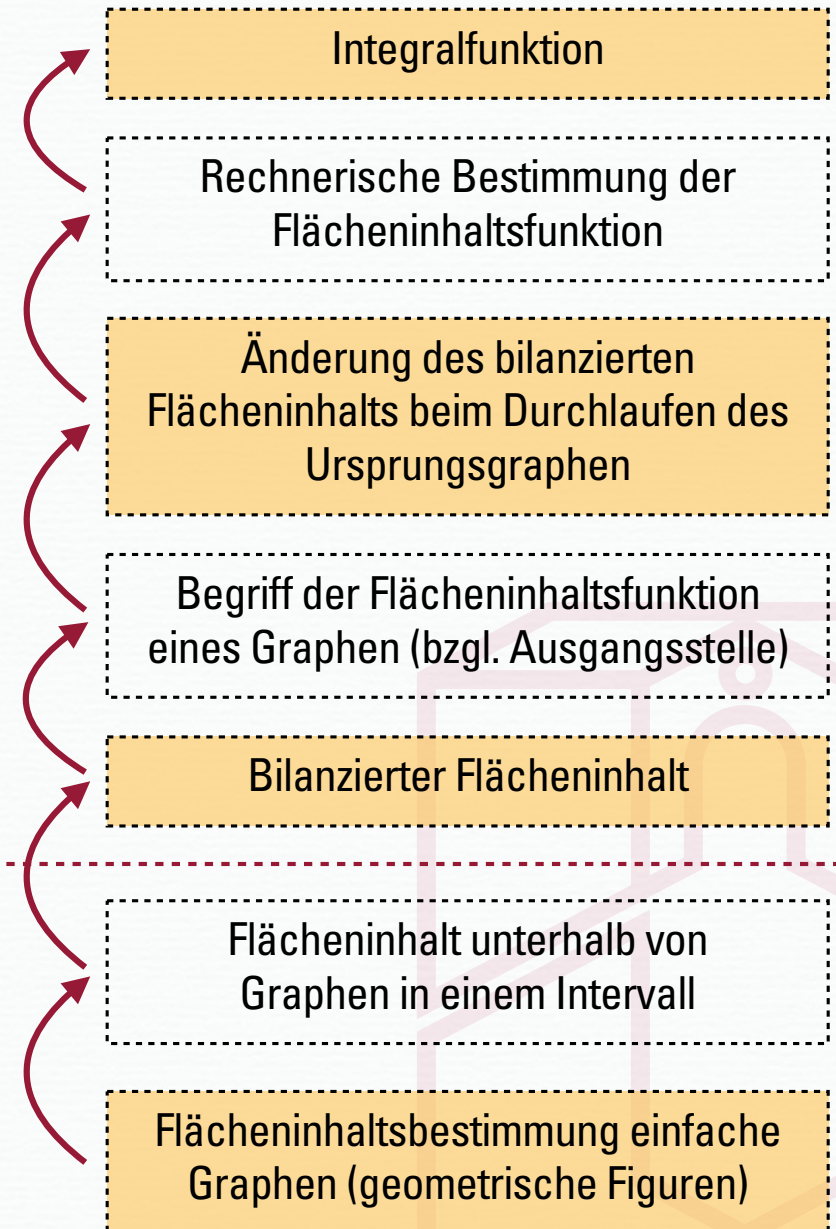 Integralfunktion
Rechnerische Bestimmung der
Flächeninhaltsfunktion
Änderung des bilanzierten
Flächeninhalts beim Durchlaufen des
Ursprungsgraphen
Begriff der Flächeninhaltsfunktion
eines Graphen (bzgl. Ausgangsstelle)
Bilanzierter Flächeninhalt
Flächeninhalt unterhalb von
Graphen in einem Intervall
Flächeninhaltsbestimmung einfache
Graphen (geometrische Figuren)